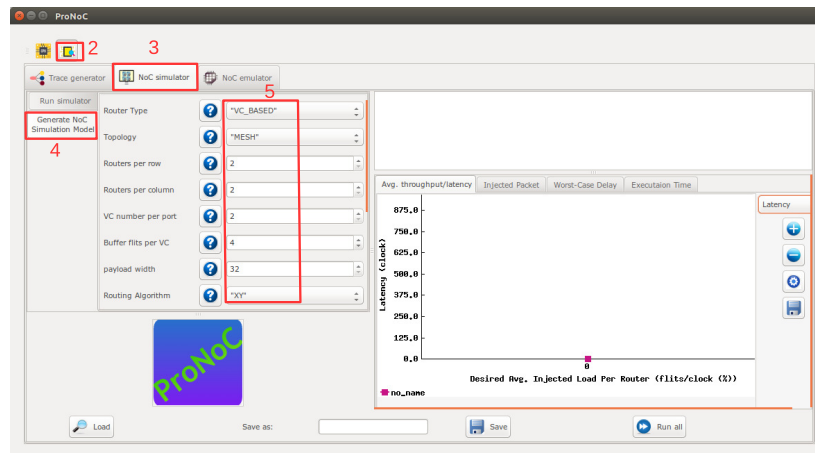 ProNoC
2
3
Trace generator
NoC simulator
NoC emulator
5
Run simulator
Generate NoC
Simulation Model
4
Router Type
"VC_BASED"
Topology
"MESH"
Routers per row
2
Routers per column
2
VC number per port
2
Buffer flits per VC
4
payload width
32
Routing Algorithm
"XY"
ProNoC
Avg. throughput/latency
Injected Packet
Worst-Case Delay
Executaion Time
Latency
875,0
750,0
625,0
500,0
375,0
250,0
125,0
0,0
Latency (clock)
0
Desired Avg. Injected Load Per Router (flits/clock (%))
no_name
Load
Save as:
Save
Run all